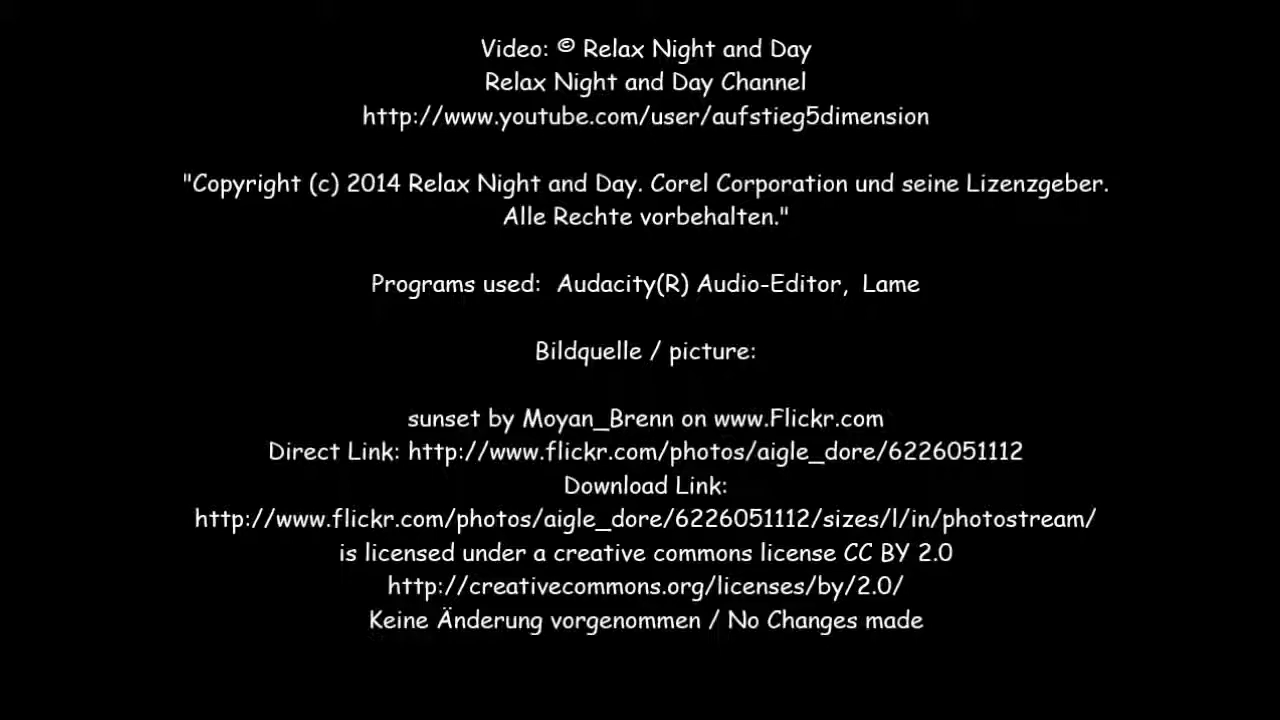 Video: © Relax Night and Day
Relax Night and Day Channel
http://www.youtube.com/user/aufstieg5dimension
"Copyright (c) 2014 Relax Night and Day. Corel Corporation und seine Lizenzgeber.
Alle Rechte vorbehalten."
Programs used:  Audacity(R) Audio-Editor,  Lame
Bildquelle / picture:
sunset by Moyan_Brenn on www.Flickr.com
Direct Link: http://www.flickr.com/photos/aigle_dore/6226051112
Download Link:
http://www.flickr.com/photos/aigle_dore/6226051112/sizes/l/in/photostream/
is licensed under a creative commons license CC BY 2.0
http://creativecommons.org/licenses/by/2.0/
Keine Änderung vorgenommen / No Changes made